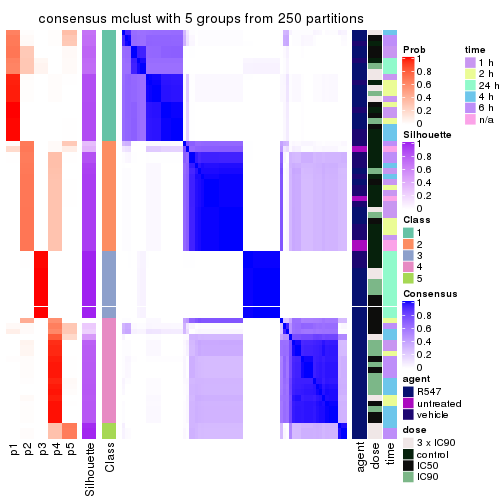 consensus mclust with 5 groups from 250 partitions
Prob
1
0.8
0.6
0.4
0.2
0
time
1 h
2 h
24 h
4 h
6 h
n/a
Silhouette
1
0.8
0.6
0.4
0.2
0
Class
1
2
3
4
5
Consensus
1
0.8
0.6
0.4
0.2
0
agent
R547
untreated
vehicle
dose
3 x IC90
control
IC50
IC90
p1
p2
p3
p4
p5
Silhouette
Class
agent
dose
time